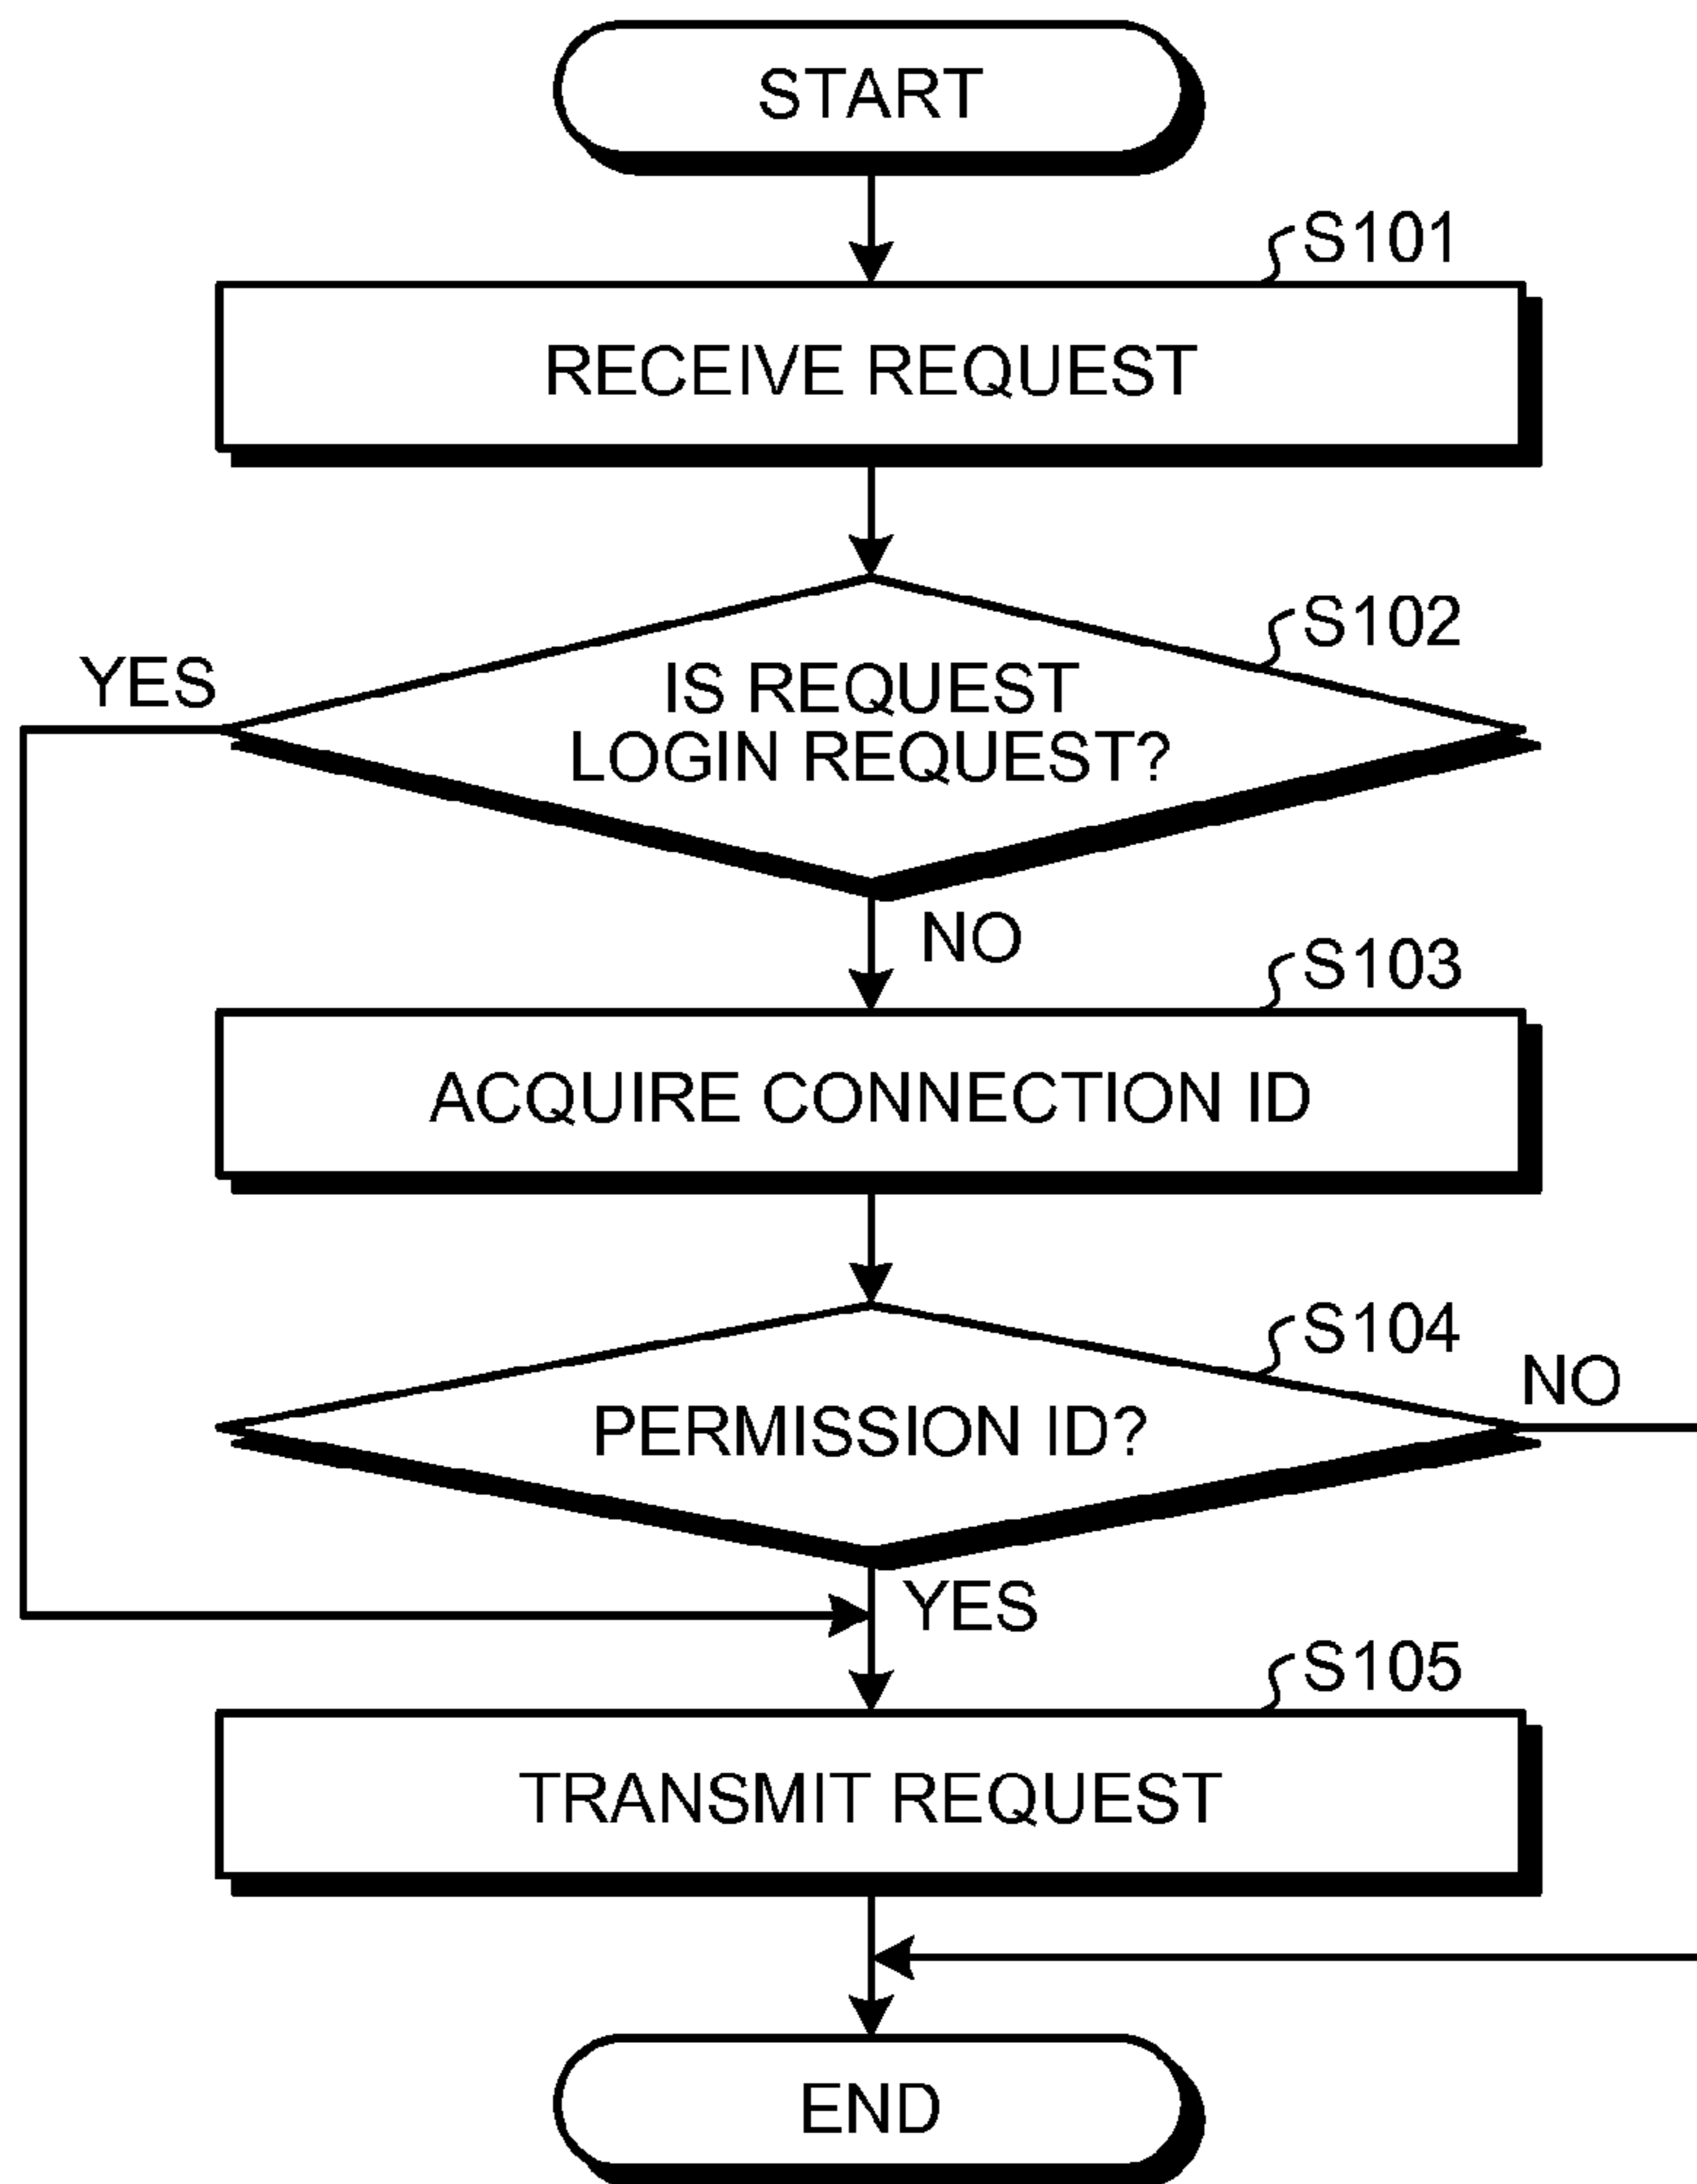 START
S101
RECEIVE REQUEST
S102
YES
IS REQUEST
LOGIN REQUEST?
NO
S103
ACQUIRE CONNECTION ID
S104
NO
PERMISSION ID?
YES
S105
TRANSMIT REQUEST
END